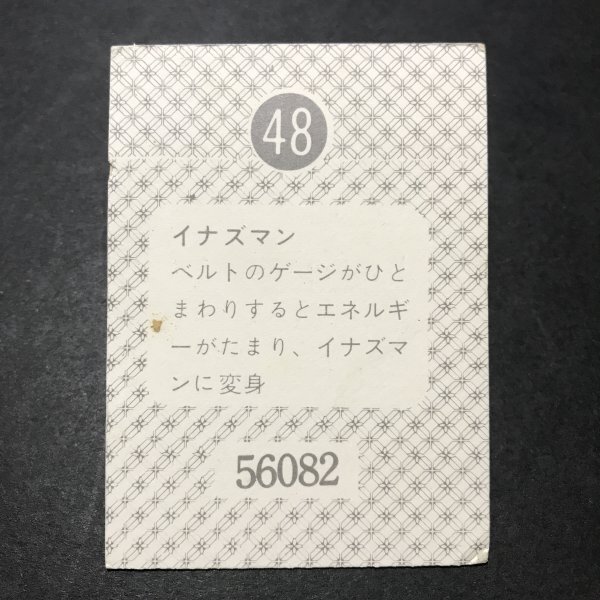 48
イナズマン
ベルトのゲージがひと
まわりするとエネルギ
ーがたまり、イナズマ
ンに変身
56082